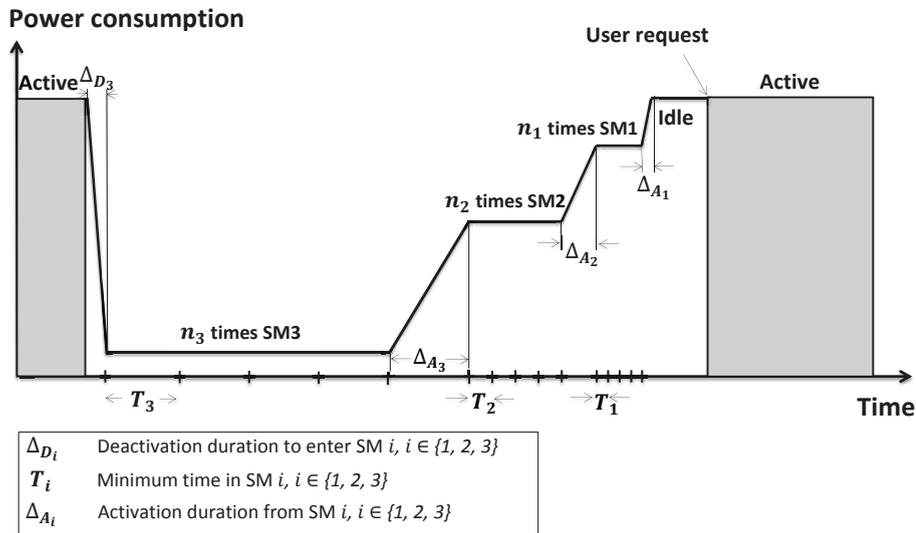 Power consumption
User request
Active
Δ_{D_3}
Active
Idle
n_1 times SM1
Δ_{A_1}
n_2 times SM2
Δ_{A_2}
n_3 times SM3
Δ_{A_3}
T_3
T_2
T_1
Time
Δ_{D_i} Deactivation duration to enter SM i, i ∈ {1, 2, 3}
T_i Minimum time in SM i, i ∈ {1, 2, 3}
Δ_{A_i} Activation duration from SM i, i ∈ {1, 2, 3}